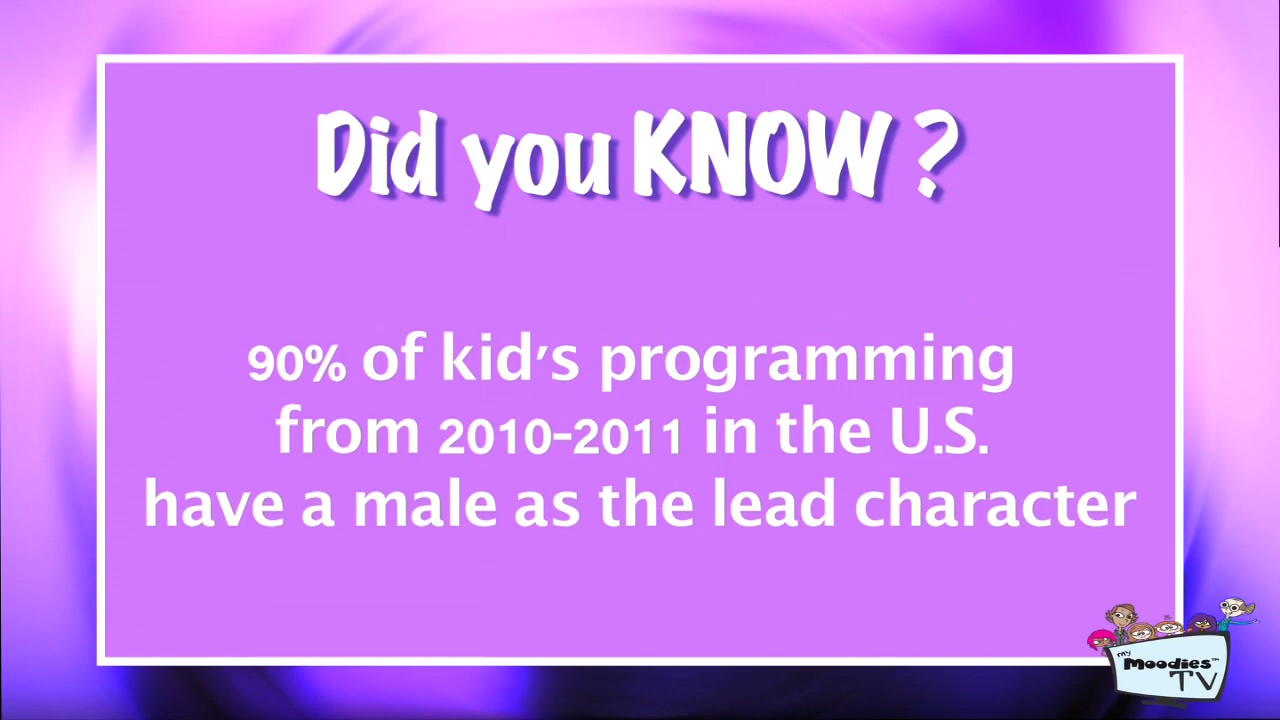 Did you KNOW ?
90% of kid's programming
from 2010-2011 in the U.S.
have a male as the lead character
my
Moodies™
TV